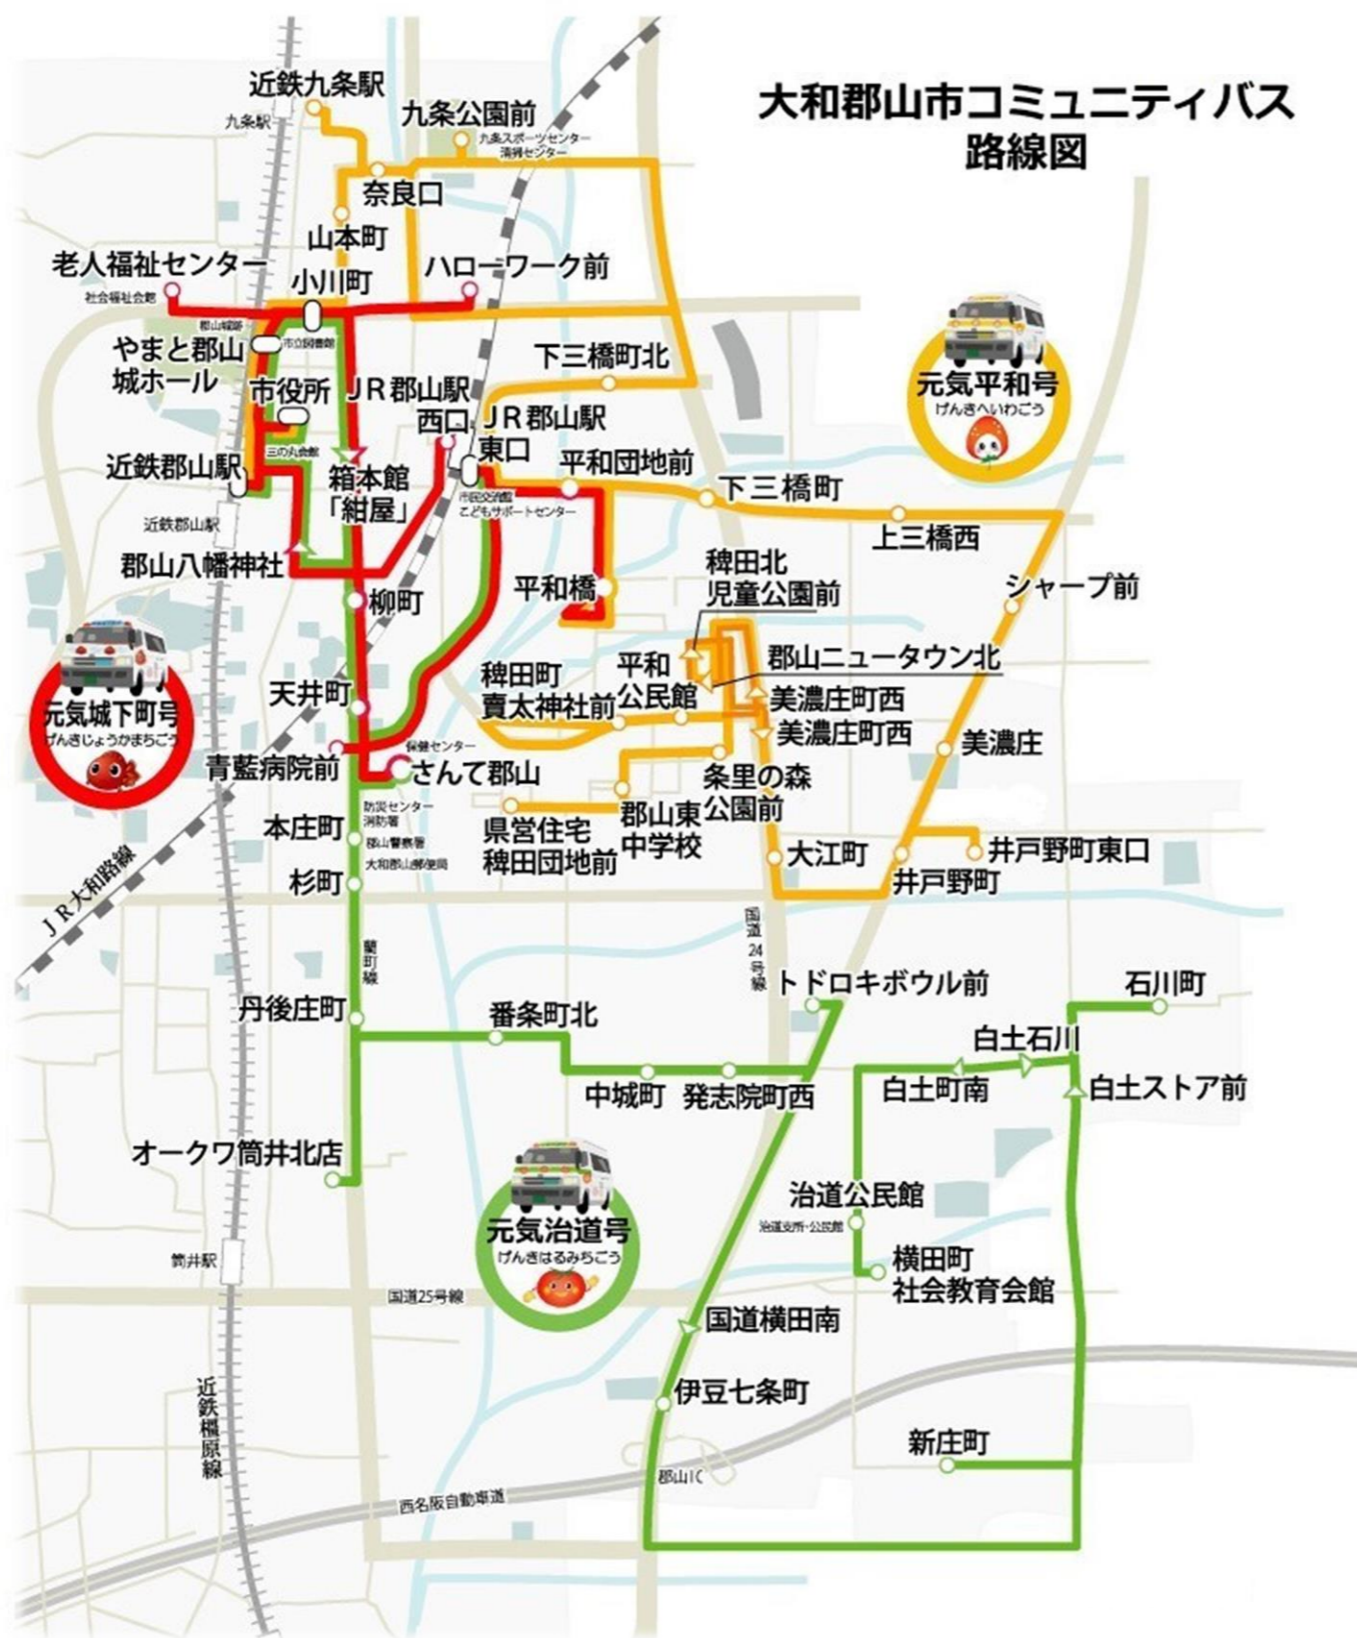 大和郡山市コミュニティバス
路線図
近鉄九条駅
九条駅
九条公園前
九条スポーツセンター
清掃センター
奈良口
山本町
老人福祉センター
社会福祉会館
小川町
ハローワーク前
郡山城跡
やまと郡山
城ホール
市立図書館
市役所
三の丸会館
JR郡山駅
西口
JR郡山駅
東口
市民交流館
こどもサポートセンター
下三橋町北
近鉄郡山駅
近鉄郡山駅
箱本館
「紺屋」
平和団地前
下三橋町
上三橋西
郡山八幡神社
柳町
平和橋
稗田北
児童公園前
シャープ前
元気平和号
げんきへいわごう
元気城下町号
げんきじょうかまちごう
天井町
稗田町
賣太神社前
平和
公民館
郡山ニュータウン北
美濃庄町西
美濃庄町西
美濃庄
青藍病院前
保健センター
さんて郡山
条里の森
公園前
防災センター
消防署
本庄町
郡山警察署
大和郡山郵便局
県営住宅
稗田団地前
郡山東
中学校
大江町
井戸野町
井戸野町東口
杉町
JR大和路線
藺町線
国道24号線
丹後庄町
番条町北
トドロキボウル前
石川町
白土石川
中城町
発志院町西
白土町南
白土ストア前
オークワ筒井北店
元気治道号
げんきはるみちごう
治道公民館
治道支所・公民館
横田町
社会教育会館
筒井駅
国道25号線
国道横田南
伊豆七条町
近鉄橿原線
新庄町
郡山IC
西名阪自動車道